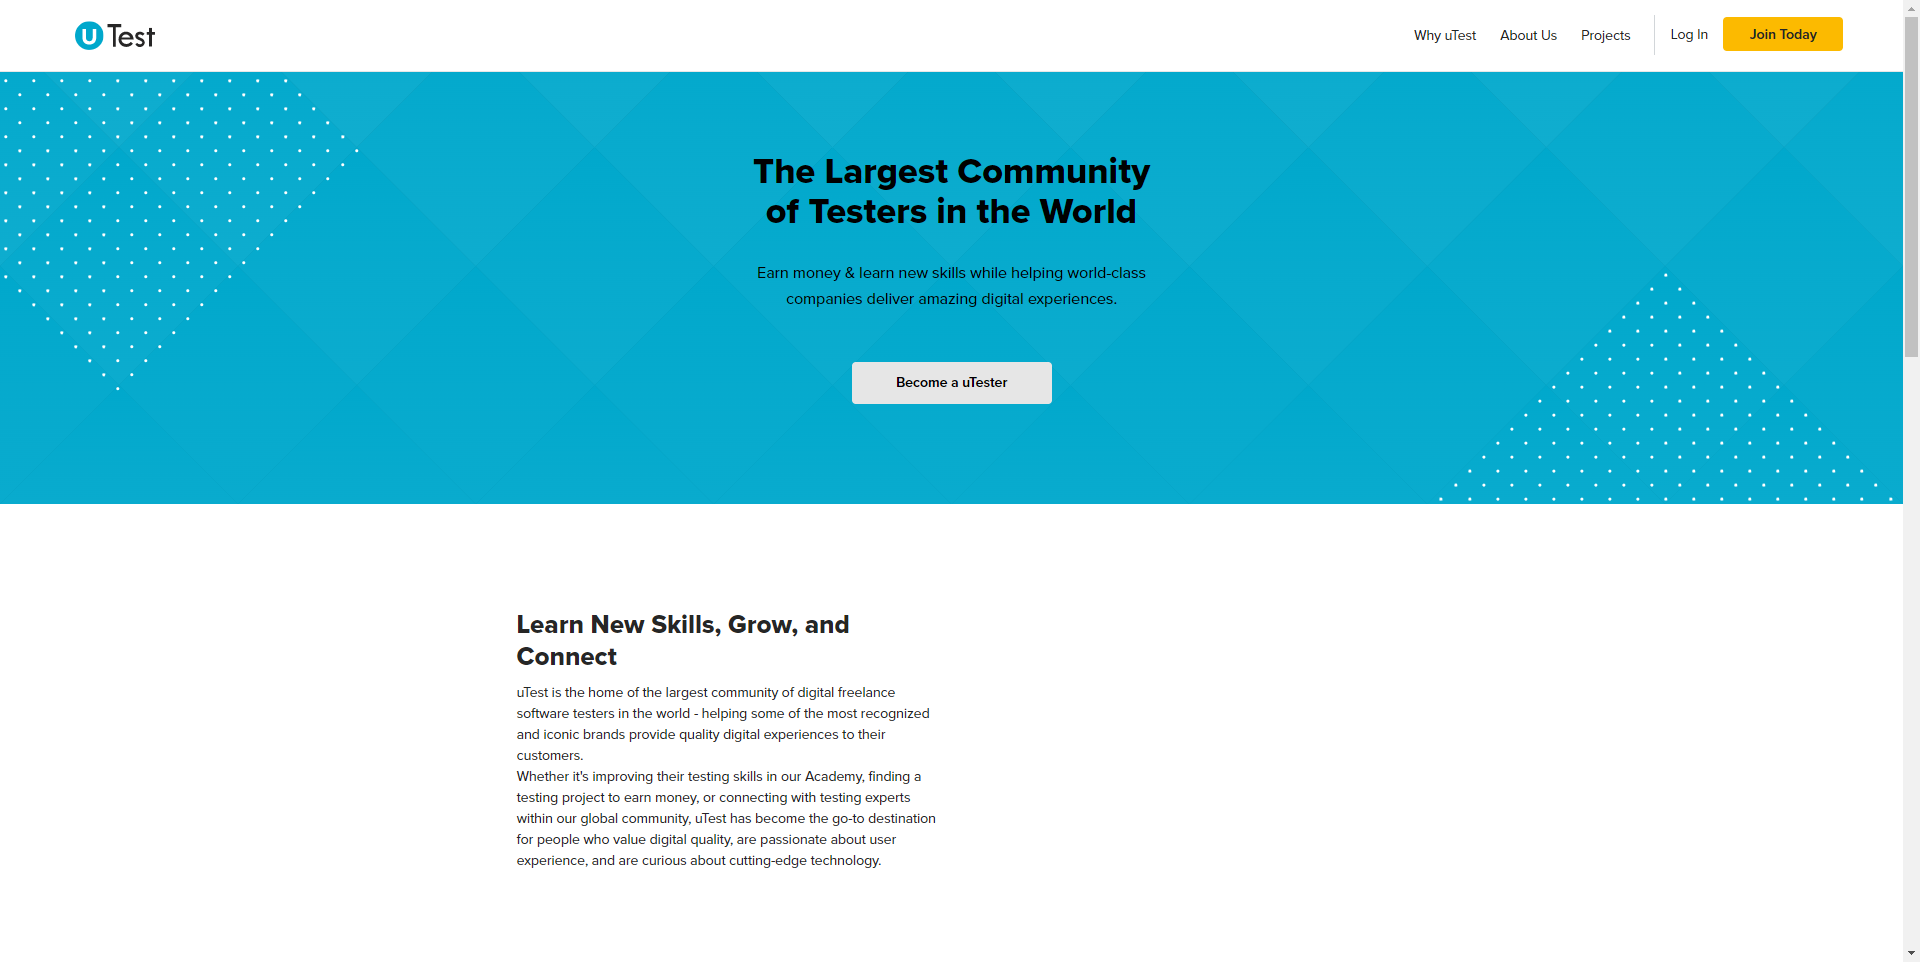 uTest
Why uTest
About Us
Projects
Log In
Join Today
The Largest Community
of Testers in the World
Earn money & learn new skills while helping world-class
companies deliver amazing digital experiences.
Become a uTester
Learn New Skills, Grow, and
Connect
uTest is the home of the largest community of digital freelance
software testers in the world - helping some of the most recognized
and iconic brands provide quality digital experiences to their
customers.
Whether it's improving their testing skills in our Academy, finding a
testing project to earn money, or connecting with testing experts
within our global community, uTest has become the go-to destination
for people who value digital quality, are passionate about user
experience, and are curious about cutting-edge technology.